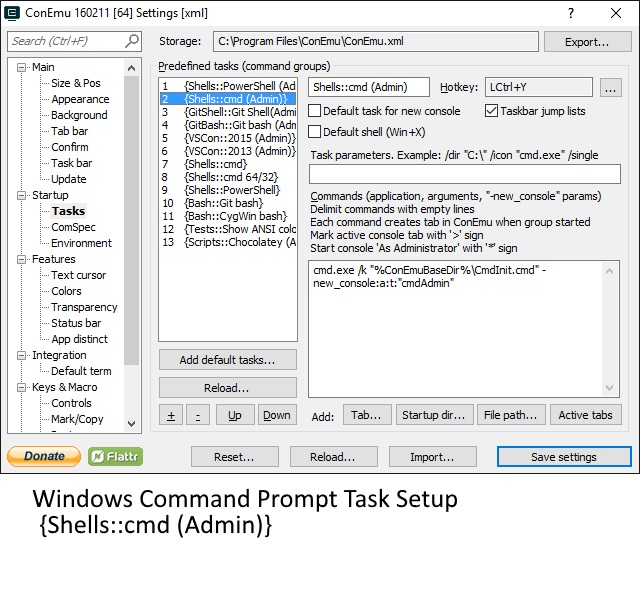 ConEmu 160211 [64] Settings [xml]
?
Search (Ctrl+F)
Storage:
C:\Program Files\ConEmu\ConEmu.xml
Export...
Main
Size & Pos
Appearance
Background
Tab bar
Confirm
Task bar
Update
Startup
Tasks
ComSpec
Environment
Features
Text cursor
Colors
Transparency
Status bar
App distinct
Integration
Default term
Keys & Macro
Controls
Mark/Copy
Predefined tasks (command groups)
1 {Shells::PowerShell (Ad
2 {Shells::cmd (Admin)}
3 {GitShell::Git Shell(Admi
4 {GitBash::Git bash (Adn
5 {VSCon::2015 (Admin)}
6 {VSCon::2013 (Admin)}
7 {Shells::cmd}
8 {Shells::cmd 64/32}
9 {Shells::PowerShell}
10 {Bash::Git bash}
11 {Bash::CygWin bash}
12 {Tests::Show ANSI colo
13 {Scripts::Chocolatey (A
Add default tasks...
Reload...
+
-
Up
Down
Shells::cmd (Admin)
Hotkey:
LCtrl+Y
...
Default task for new console
Taskbar jump lists
Default shell (Win+X)
Task parameters. Example: /dir "C:\" /icon "cmd.exe" /single
Commands (application, arguments, "-new_console" params)
Delimit commands with empty lines
Each command creates tab in ConEmu when group started
Mark active console tab with '>' sign
Start console 'As Administrator' with '*' sign
cmd.exe /k "%ConEmuBaseDir%\CmdInit.cmd" -
new_console:a:t:"cmdAdmin"
Add:
Tab...
Startup dir...
File path...
Active tabs
Donate
Flattr
Reset...
Reload...
Import...
Save settings
Windows Command Prompt Task Setup
{Shells::cmd (Admin)}